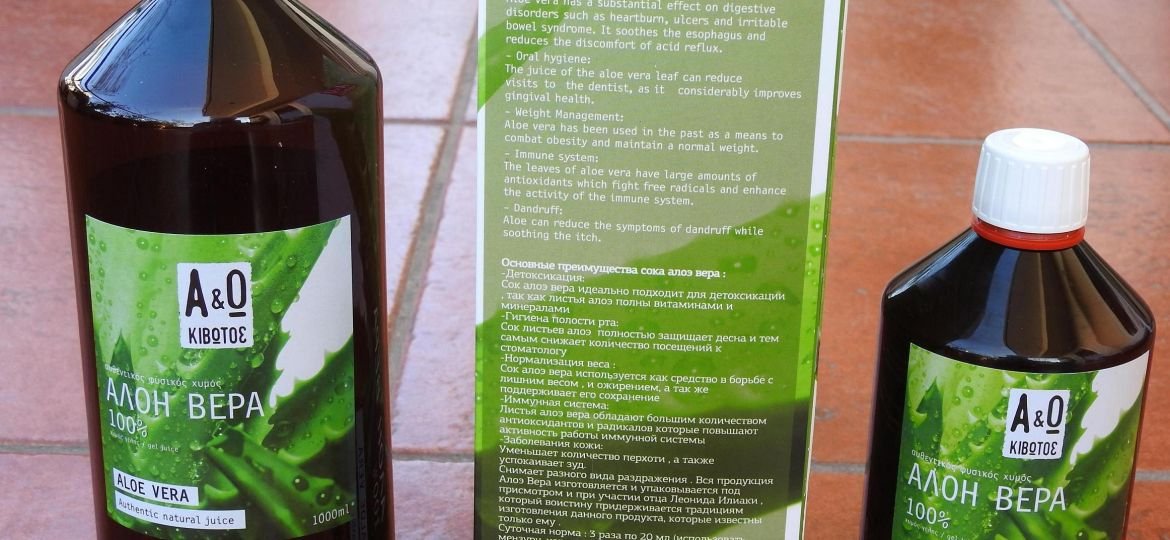 A&O
ΚΙΒΩΤΟΣ
αυθεντικός φυσικός χυμός
ΑΛΟΗ ΒΕΡΑ
100%
/ gel juice
ALOE VERA
Authentic natural juice
1000ml
Aloe vera has a substantial effect on digestive
disorders such as heartburn, ulcers and irritable
bowel syndrome. It soothes the esophagus and
reduces the discomfort of acid reflux.
- Oral hygiene:
The juice of the aloe vera leaf can reduce
visits to the dentist, as it considerably improves
gingival health.
- Weight Management:
Aloe vera has been used in the past as a means to
combat obesity and maintain a normal weight.
- Immune system:
The leaves of aloe vera have large amounts of
antioxidants which fight free radicals and enhance
the activity of the immune system.
- Dandruff:
Aloe can reduce the symptoms of dandruff while
soothing the itch.
Основные преимущества сока алоэ вера :
-Детоксикация:
Сок алоэ вера идеально подходит для детоксикации
, так как листья алоэ полны витаминами и
минералами
-Гигиена полости рта:
Сок листьев алоэ полностью защищает десна и тем
самым снижает количество посещений к
стоматологу
-Нормализация веса :
Сок алоэ вера используется как средство в борьбе с
лишним весом , и ожирением, а так же
поддерживает его сохранение
-Иммунная система:
Листья алоэ вера обладают большим количеством
антиоксидантов и радикалов которые повышают
активность работы иммунной системы
-Заболевания кожи:
Уменьшает количество перхоти , а также
успокаивает зуд.
Снимает разного вида раздражения . Вся продукция
Алоэ Вера изготовляется и упаковывается под
присмотром и при участии отца Леонида Илиаки ,
который воистину придерживается традициям
изготовления данного продукта, которые известны
только ему .
Суточная норма : 3 раза по 20 мл (использовать
A&O
ΚΙΒΩΤΟΣ
αυθεντικός φυσικός χυμός
ΑΛΟΗ ΒΕΡΑ
100%